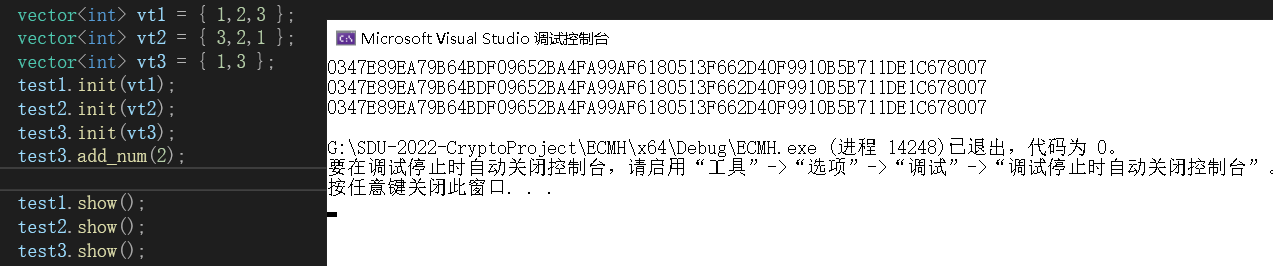 vector<int> vt1 = { 1,2,3 };
vector<int> vt2 = { 3,2,1 };
vector<int> vt3 = { 1,3 };
test1.init(vt1);
test2.init(vt2);
test3.init(vt3);
test3.add_num(2);
test1.show();
test2.show();
test3.show();
Microsoft Visual Studio 调试控制台
0347E89EA79B64BDF09652BA4FA99AF6180513F662D40F9910B5B711DE1C678007
0347E89EA79B64BDF09652BA4FA99AF6180513F662D40F9910B5B711DE1C678007
0347E89EA79B64BDF09652BA4FA99AF6180513F662D40F9910B5B711DE1C678007
G:\SDU-2022-CryptoProject\ECMH\x64\Debug\ECMH.exe (进程 14248)已退出，代码为 0。
要在调试停止时自动关闭控制台，请启用“工具”->“选项”->“调试”->“调试停止时自动关闭控制台”。
按任意键关闭此窗口. . .